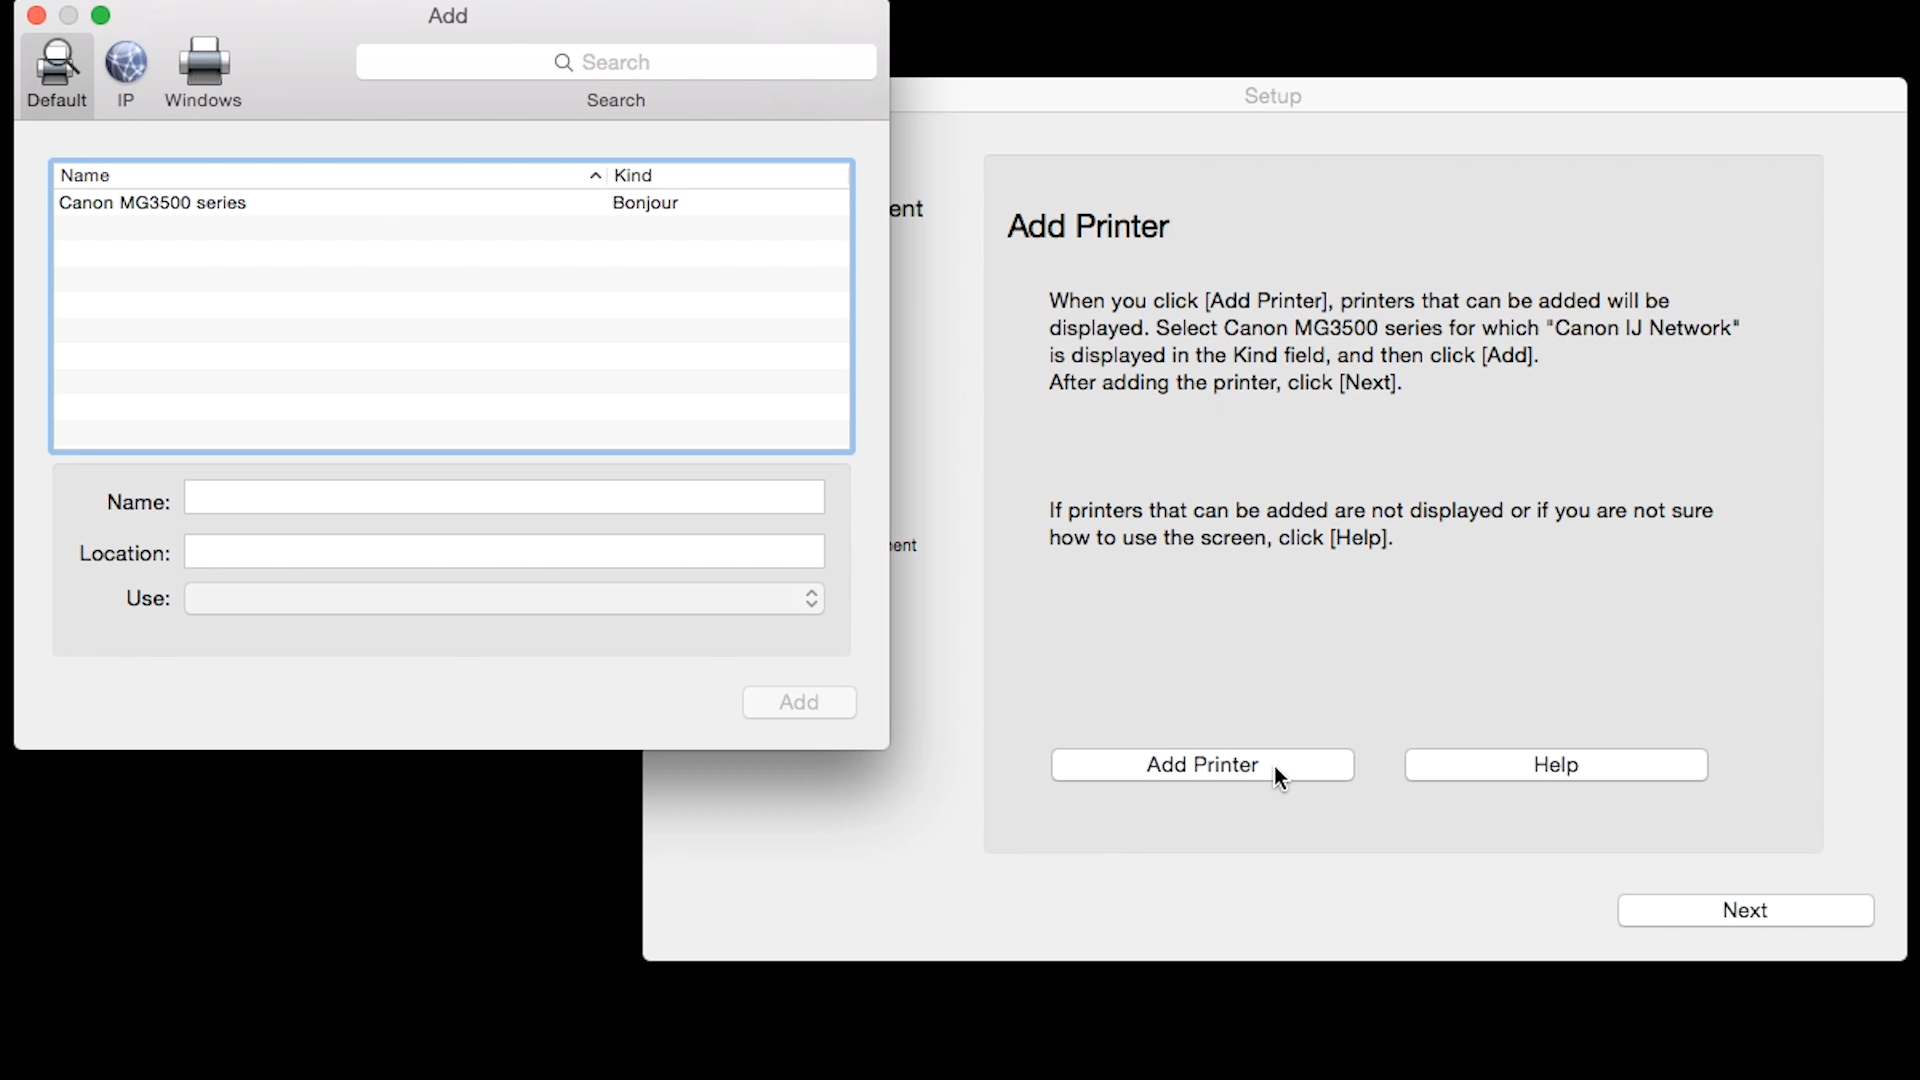 Add
Search
Default
IP
Windows
Search
Name
Kind
Canon MG3500 series
Bonjour
Name:
Location:
Use:
Add
Setup
ent
ent
Add Printer
When you click [Add Printer], printers that can be added will be
displayed. Select Canon MG3500 series for which "Canon IJ Network"
is displayed in the Kind field, and then click [Add].
After adding the printer, click [Next].
If printers that can be added are not displayed or if you are not sure
how to use the screen, click [Help].
Add Printer
Help
Next